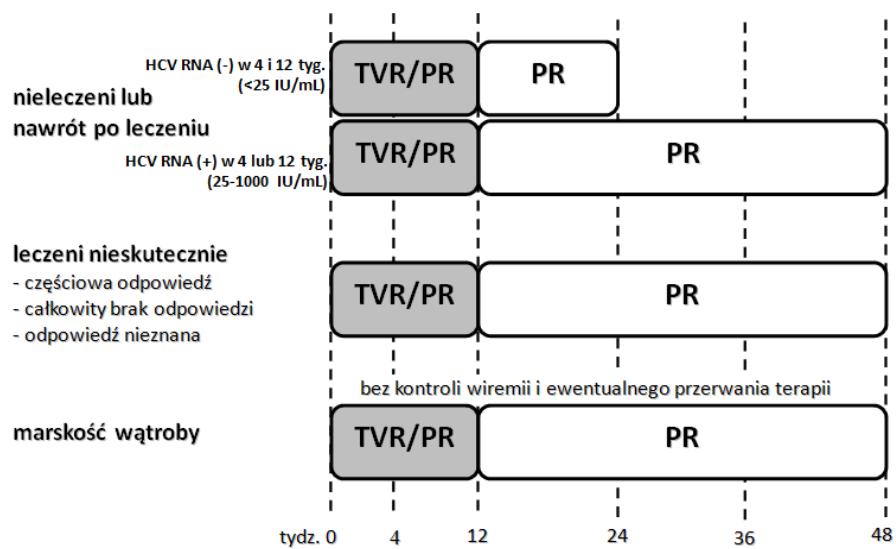 HCV RNA (-) w 4 i 12 tyg.
(<25 IU/mL)
TVR/PR
PR
nieleczeni lub
nawrót po leczeniu
HCV RNA (+) w 4 lub 12 tyg.
(25-1000 IU/mL)
TVR/PR
PR
leczeni nieskutecznie
- częściowa odpowiedź
- całkowity brak odpowiedzi
- odpowiedź nieznana
TVR/PR
PR
bez kontroli wiremii i ewentualnego przerwania terapii
marskość wątroby
TVR/PR
PR
tydz. 0 4 12 24 36 48